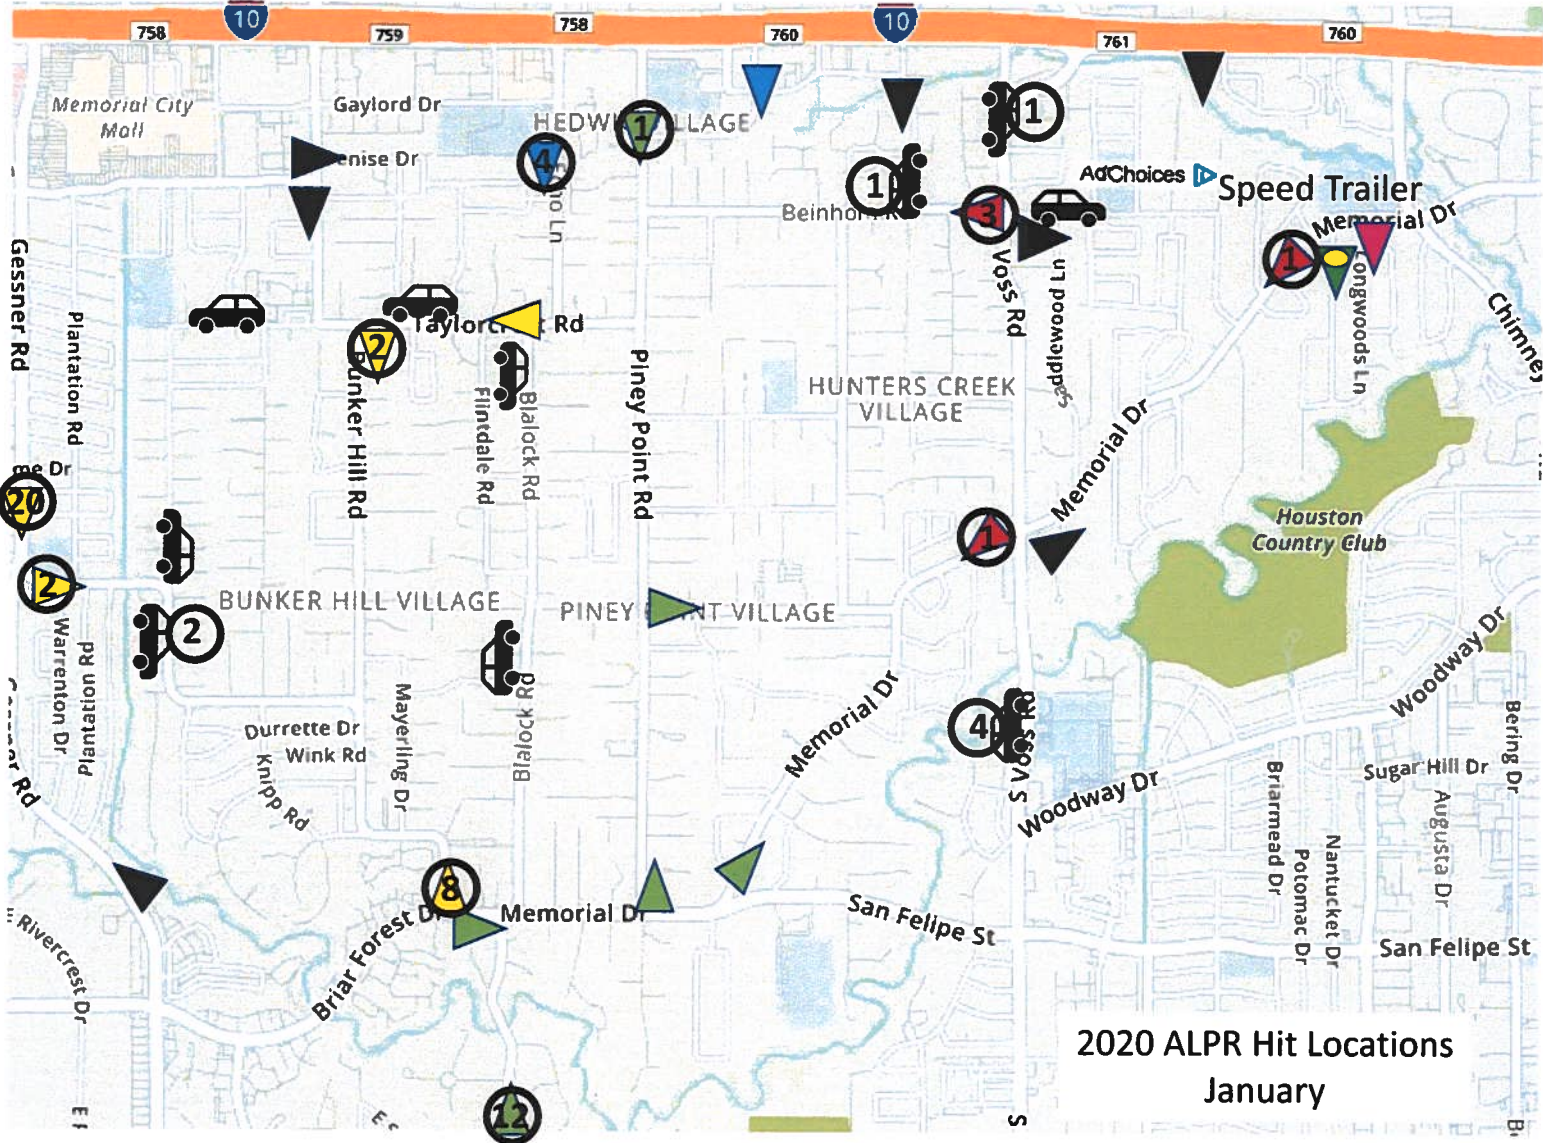 10
10
758
759
758
760
761
760
Memorial City
Mall
Gaylord Dr
1
HEDW
LLAGE
1
enise Dr
4
AdChoices
Speed Trailer
1
Beinho
3
Memorial Dr
1
Gessner Rd
Voss Rd
Longwoods Ln
Chimney
Plantation Rd
Taylorc
Rd
2
Bunker Hill Rd
Flintdale Rd
Blalock Rd
Piney Point Rd
HUNTERS CREEK
VILLAGE
Memorial Dr
20
1
Houston
Country Club
2
BUNKER HILL VILLAGE
PINEY
NT VILLAGE
2
Warrenton Dr
Plantation Rd
Woodway Dr
Memorial Dr
4
S Voss Rd
Durrette Dr
Wink Rd
Knipp Rd
Mayerling Dr
Blalock Rd
Woodway Dr
Sugar Hill Dr
Bering Dr
Briarmead Dr
Potomac Dr
Nantucket Dr
Augusta Dr
8
Memorial Dr
Briar Forest D
San Felipe St
San Felipe St
E Rivercrest Dr
12
2020 ALPR Hit Locations
January
S